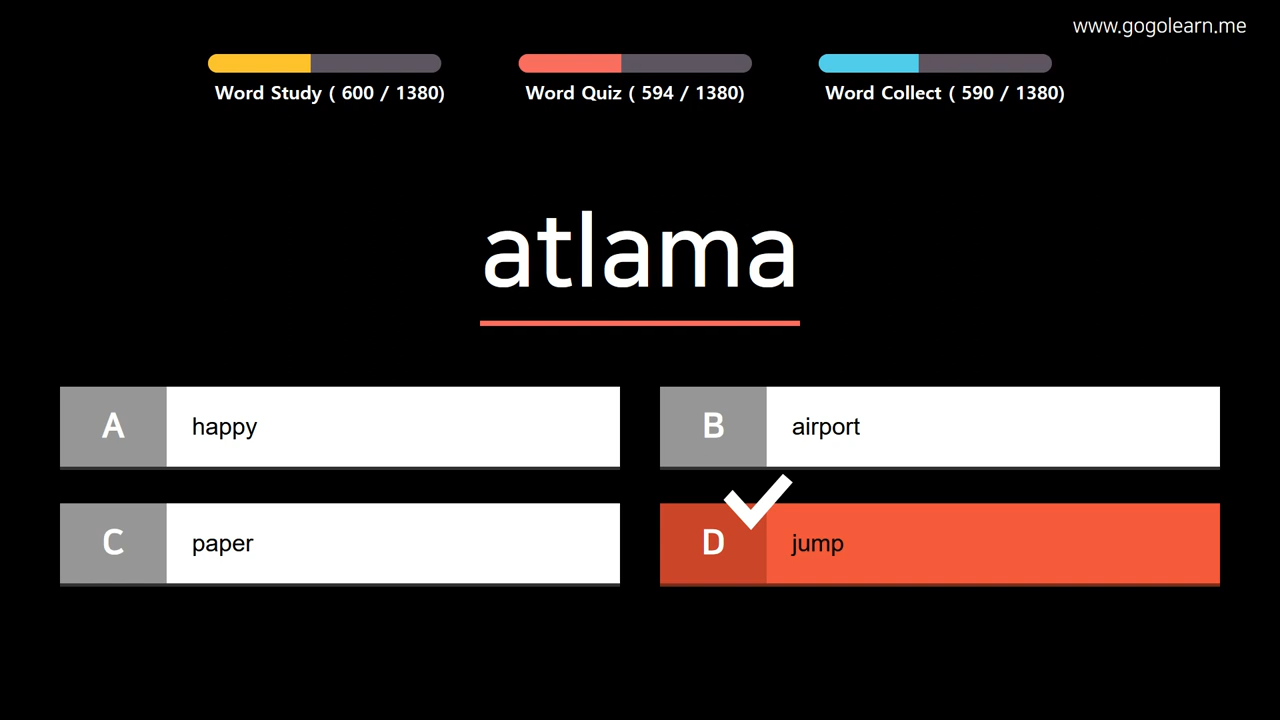 www.gogolearn.me
Word Study ( 600 / 1380)
Word Quiz ( 594 / 1380)
Word Collect ( 590 / 1380)
atlama
A happy
B airport
C paper
D jump